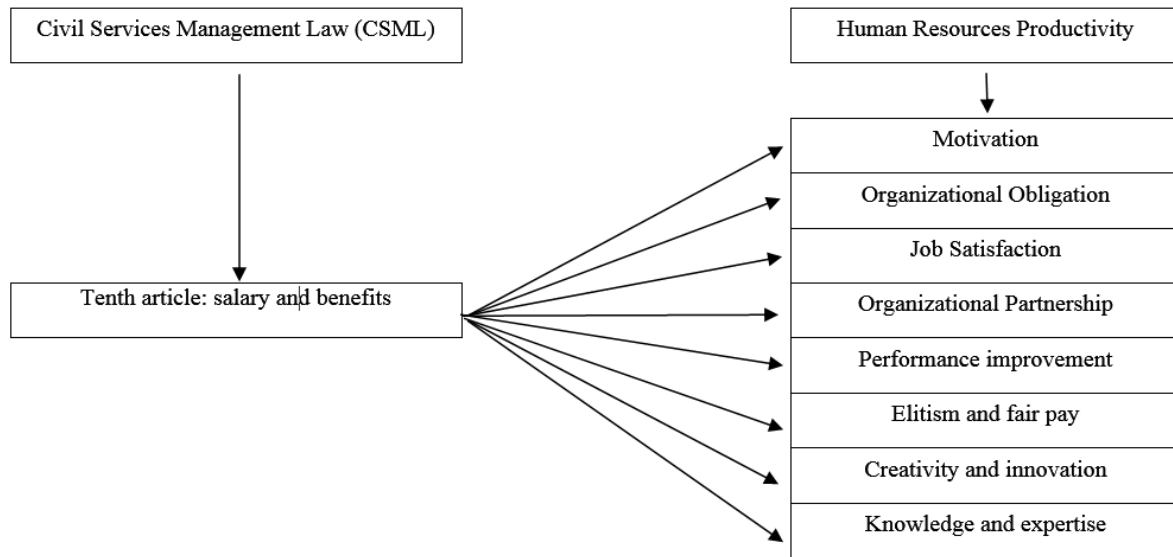 Civil Services Management Law (CSML)
Human Resources Productivity
Motivation
Organizational Obligation
Job Satisfaction
Tenth article: salary and benefits
Organizational Partnership
Performance improvement
Elitism and fair pay
Creativity and innovation
Knowledge and expertise